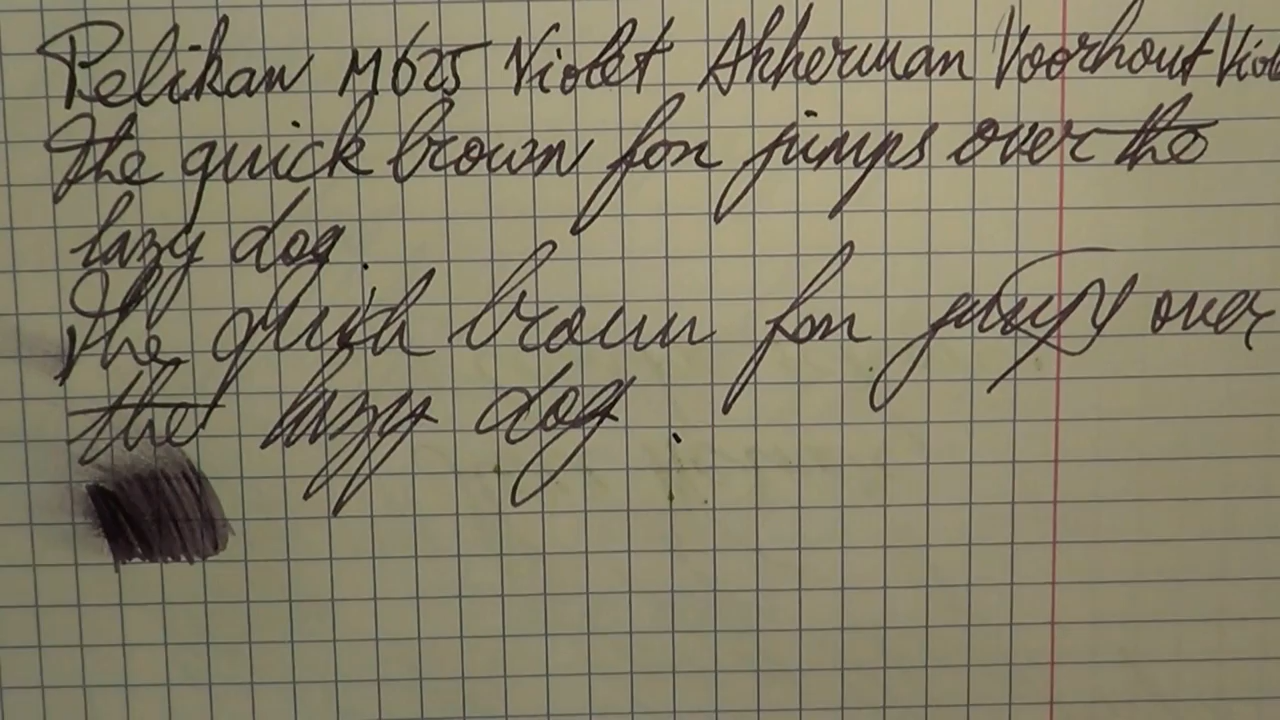 Pelikan M625 Violet Akkerman Voorhout Viol
The quick brown fox jumps over the
lazy dog.
The quick brown fox jumps over
the lazy dog.